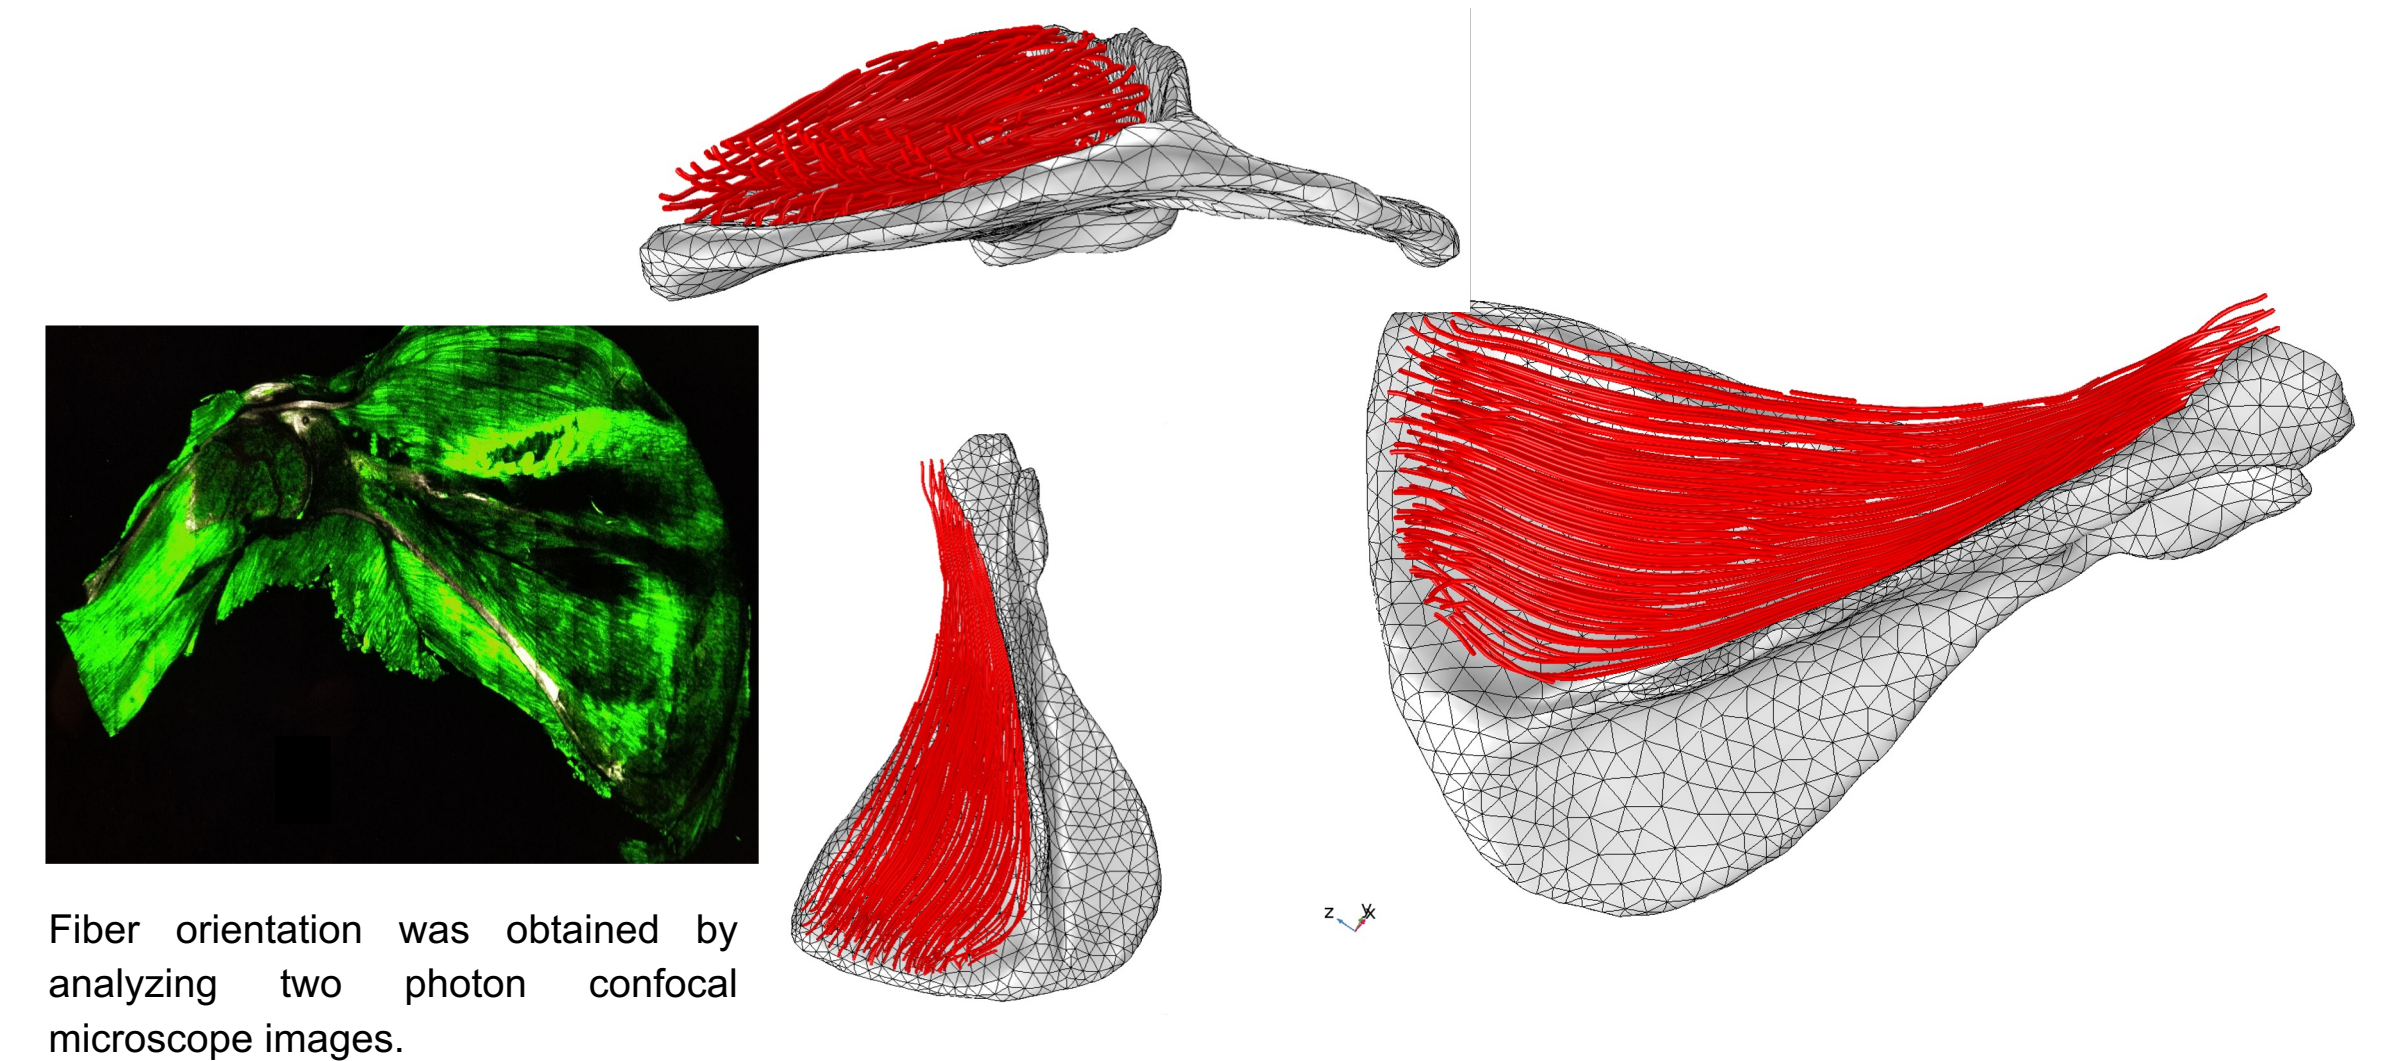 Fiber orientation was obtained by
analyzing two photon confocal
microscope images.
z y x